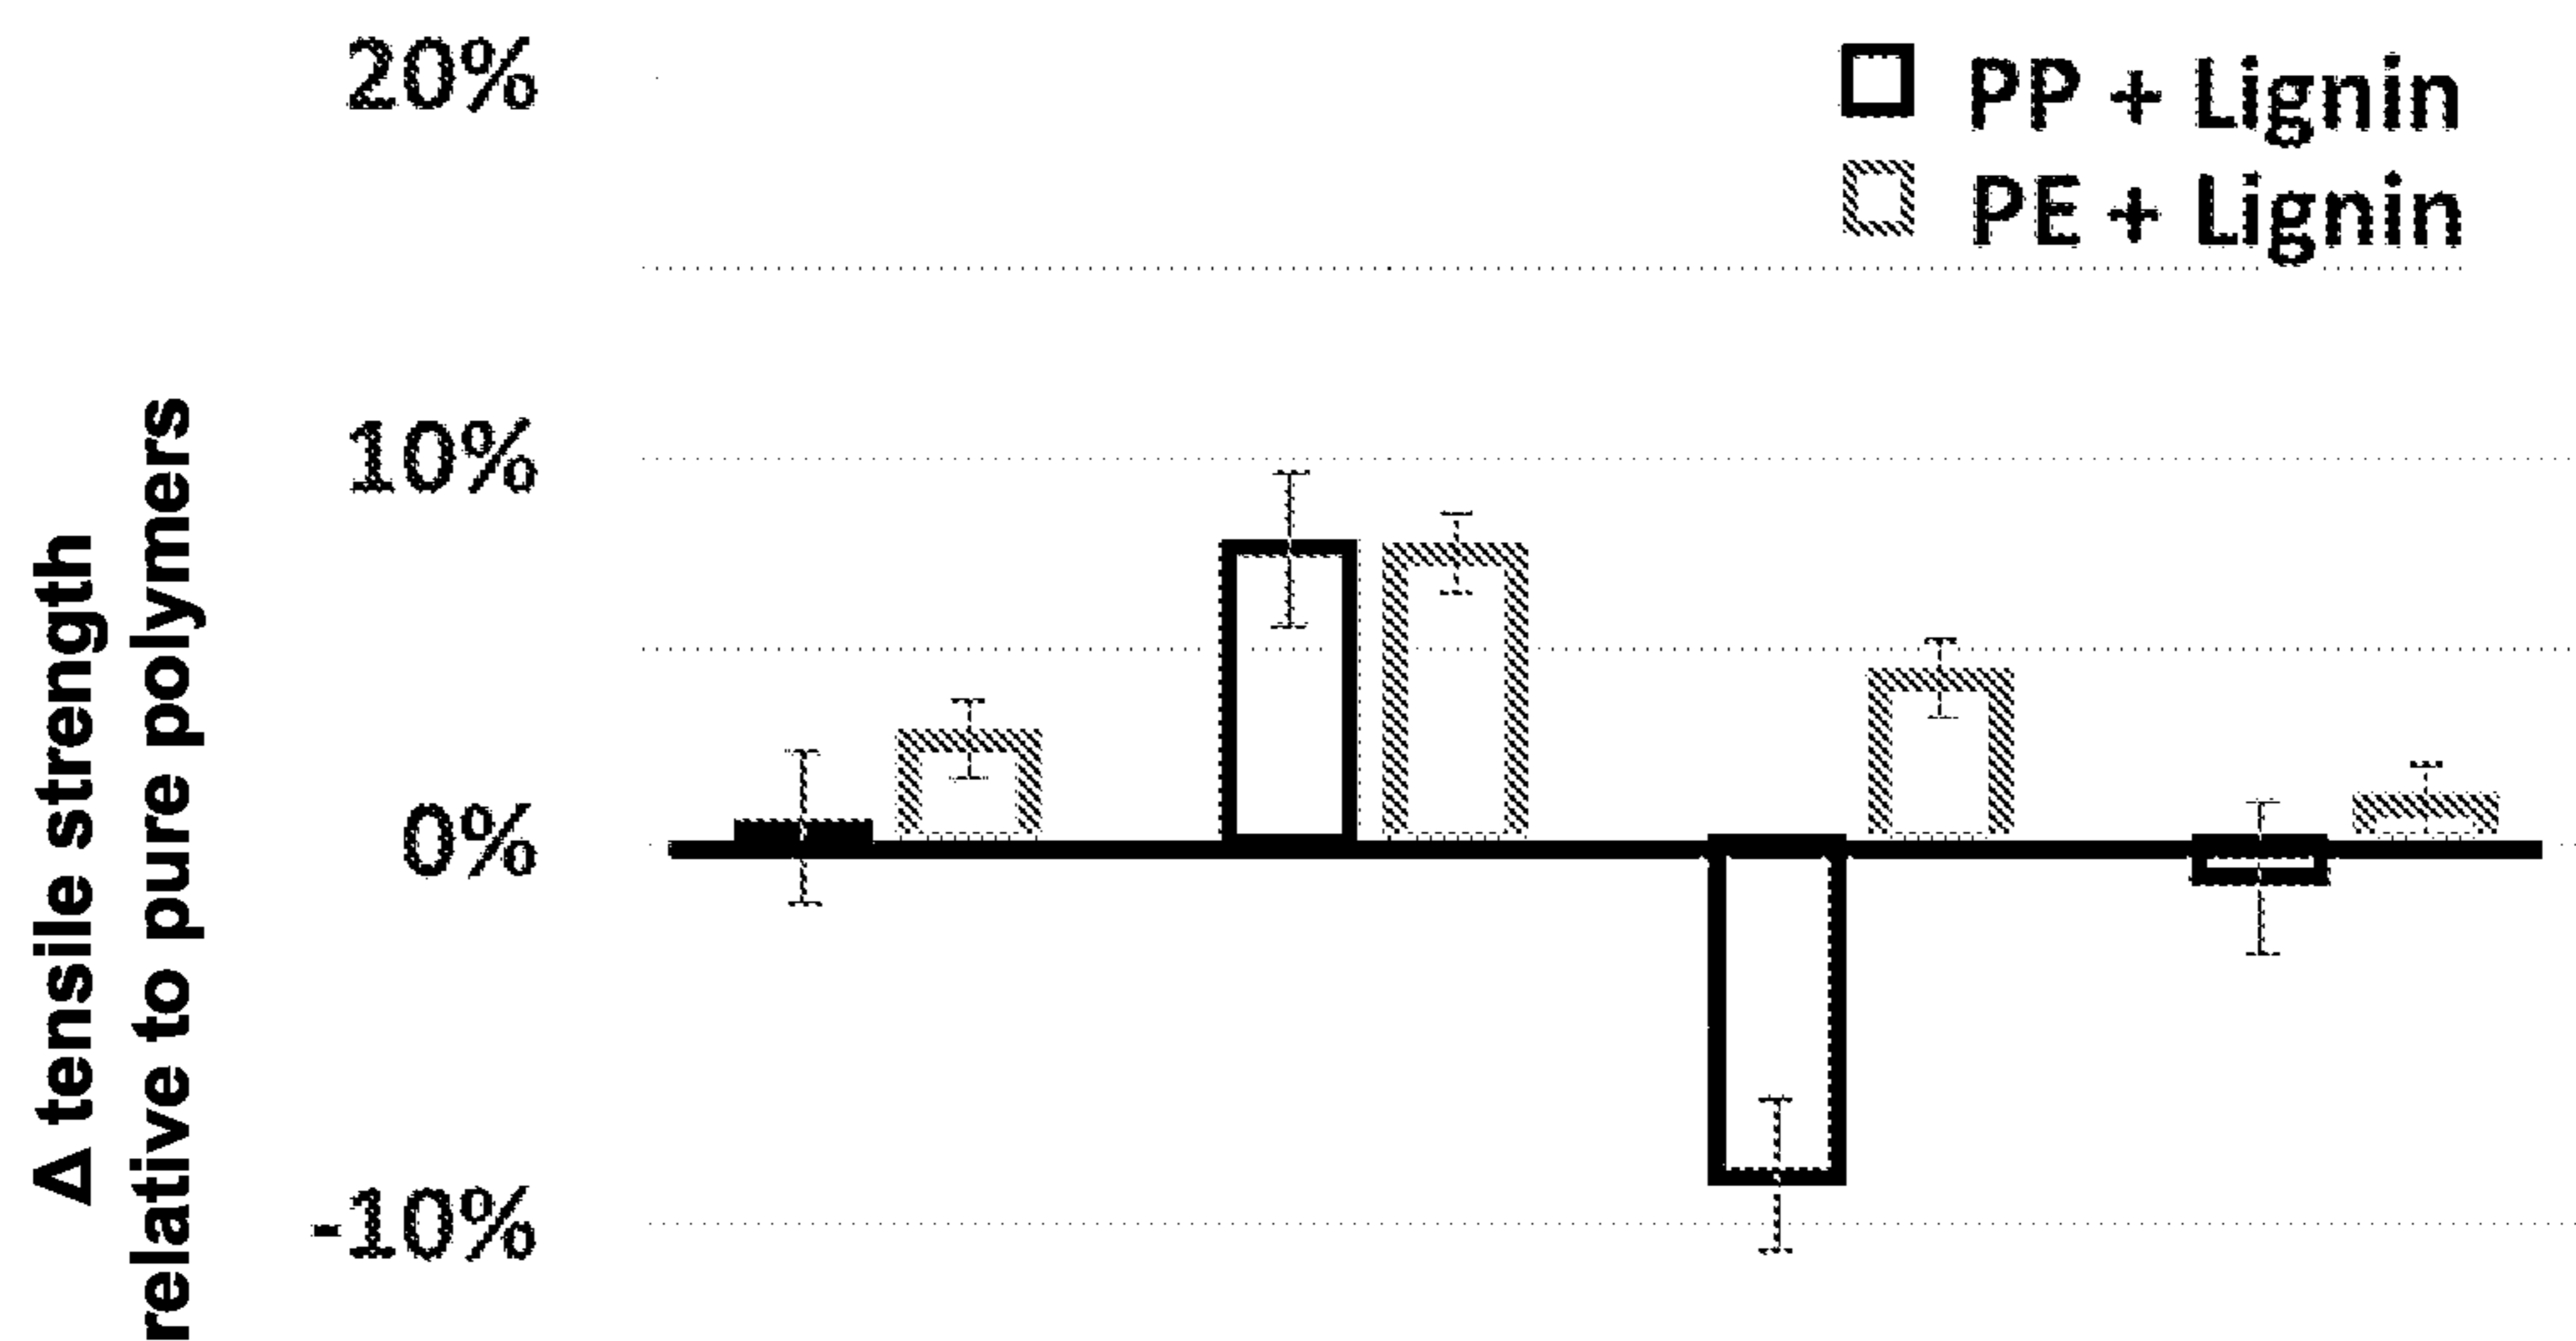 20%
10%
0%
-10%
Δ tensile strength
relative to pure polymers
PP + Lignin
PE + Lignin